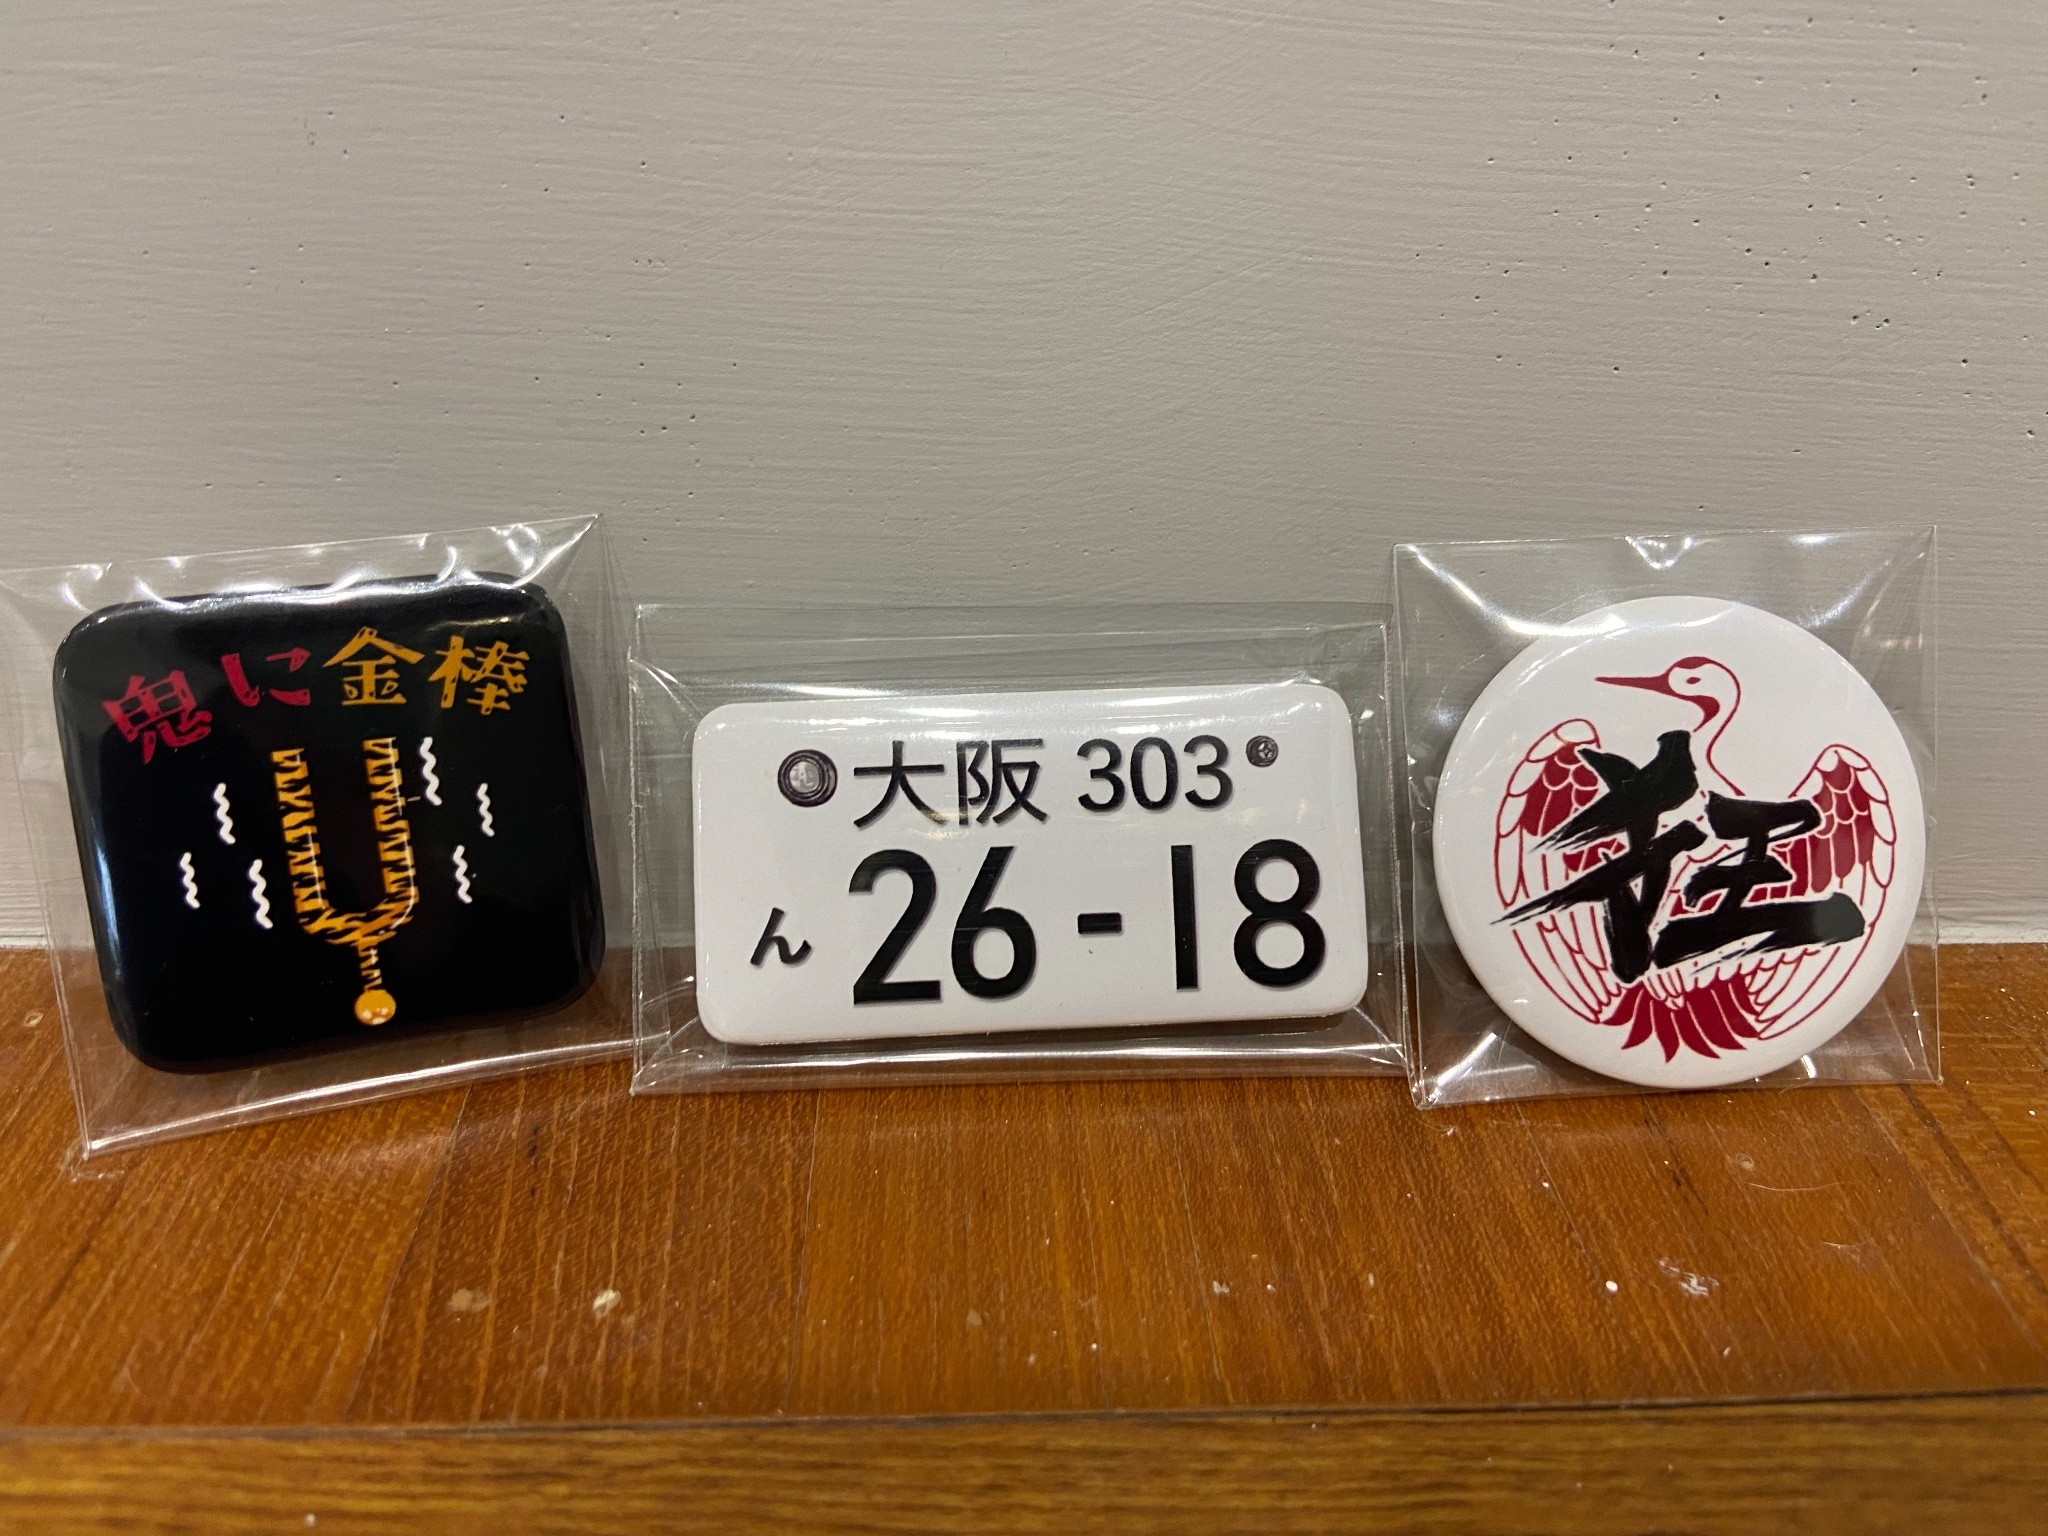 鬼に金棒
大阪 303
ん 26-18
狂